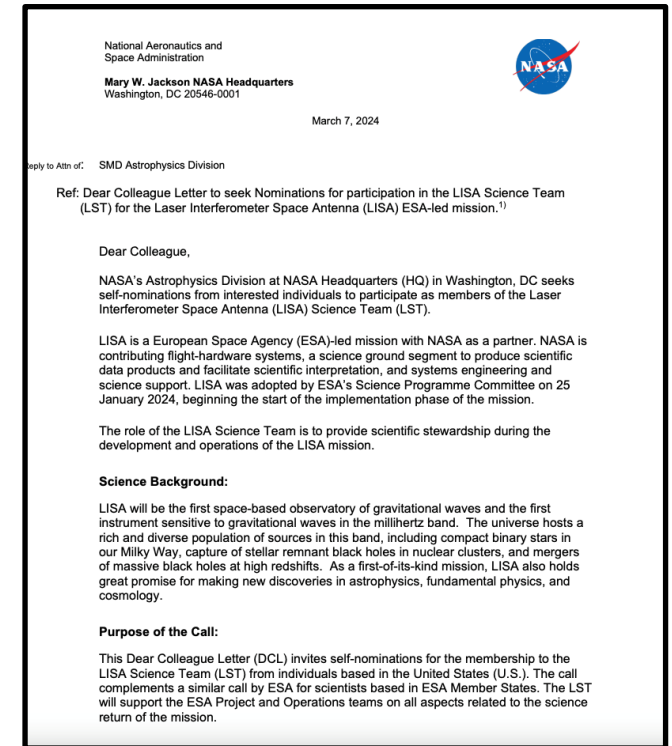 National Aeronautics and
Space Administration
NASA
Mary W. Jackson NASA Headquarters
Washington, DC 20546-0001
March 7, 2024
Reply to Attn of: SMD Astrophysics Division
Ref: Dear Colleague Letter to seek Nominations for participation in the LISA Science Team
(LST) for the Laser Interferometer Space Antenna (LISA) ESA-led mission.1)
Dear Colleague,
NASA's Astrophysics Division at NASA Headquarters (HQ) in Washington, DC seeks
self-nominations from interested individuals to participate as members of the Laser
Interferometer Space Antenna (LISA) Science Team (LST).
LISA is a European Space Agency (ESA)-led mission with NASA as a partner. NASA is
contributing flight-hardware systems, a science ground segment to produce scientific
data products and facilitate scientific interpretation, and systems engineering and
science support. LISA was adopted by ESA's Science Programme Committee on 25
January 2024, beginning the start of the implementation phase of the mission.
The role of the LISA Science Team is to provide scientific stewardship during the
development and operations of the LISA mission.
Science Background:
LISA will be the first space-based observatory of gravitational waves and the first
instrument sensitive to gravitational waves in the millihertz band. The universe hosts a
rich and diverse population of sources in this band, including compact binary stars in
our Milky Way, capture of stellar remnant black holes in nuclear clusters, and mergers
of massive black holes at high redshifts. As a first-of-its-kind mission, LISA also holds
great promise for making new discoveries in astrophysics, fundamental physics, and
cosmology.
Purpose of the Call:
This Dear Colleague Letter (DCL) invites self-nominations for the membership to the
LISA Science Team (LST) from individuals based in the United States (U.S.). The call
complements a similar call by ESA for scientists based in ESA Member States. The LST
will support the ESA Project and Operations teams on all aspects related to the science
return of the mission.